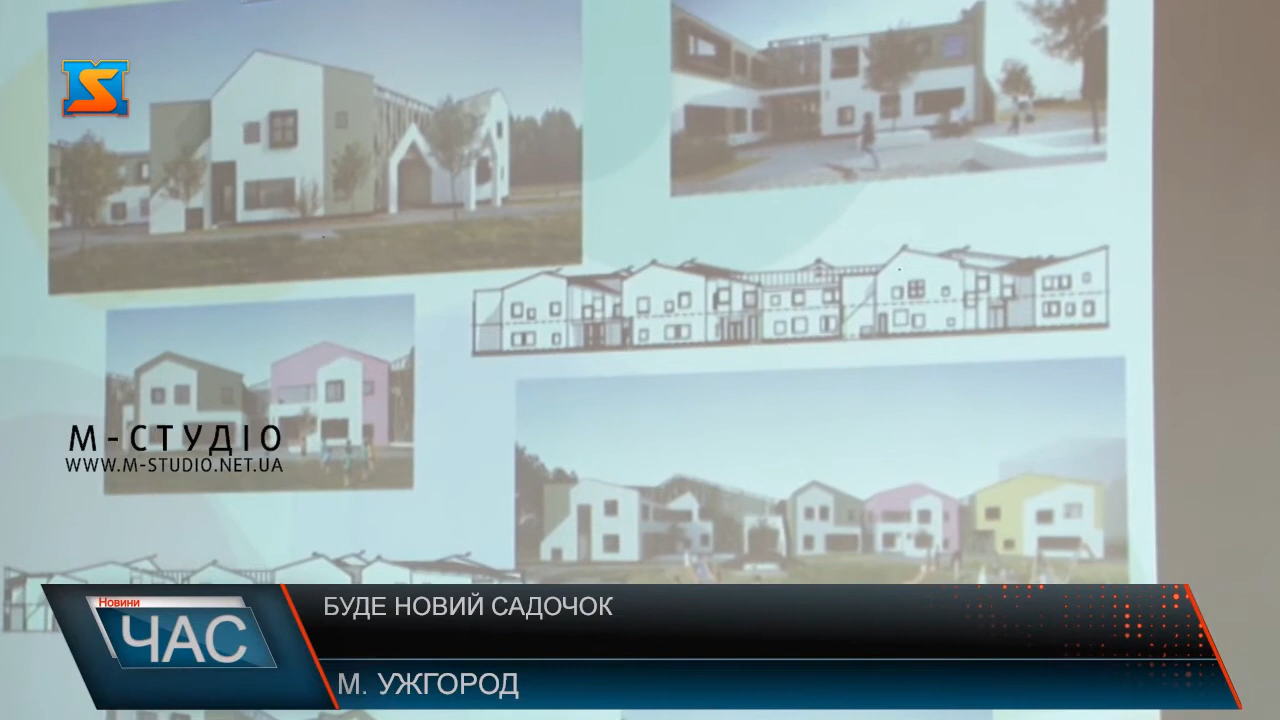 М-СТУДІО
WWW.M-STUDIO.NET.UA
Новини
ЧАС
БУДЕ НОВИЙ САДОЧОК
М. УЖГОРОД